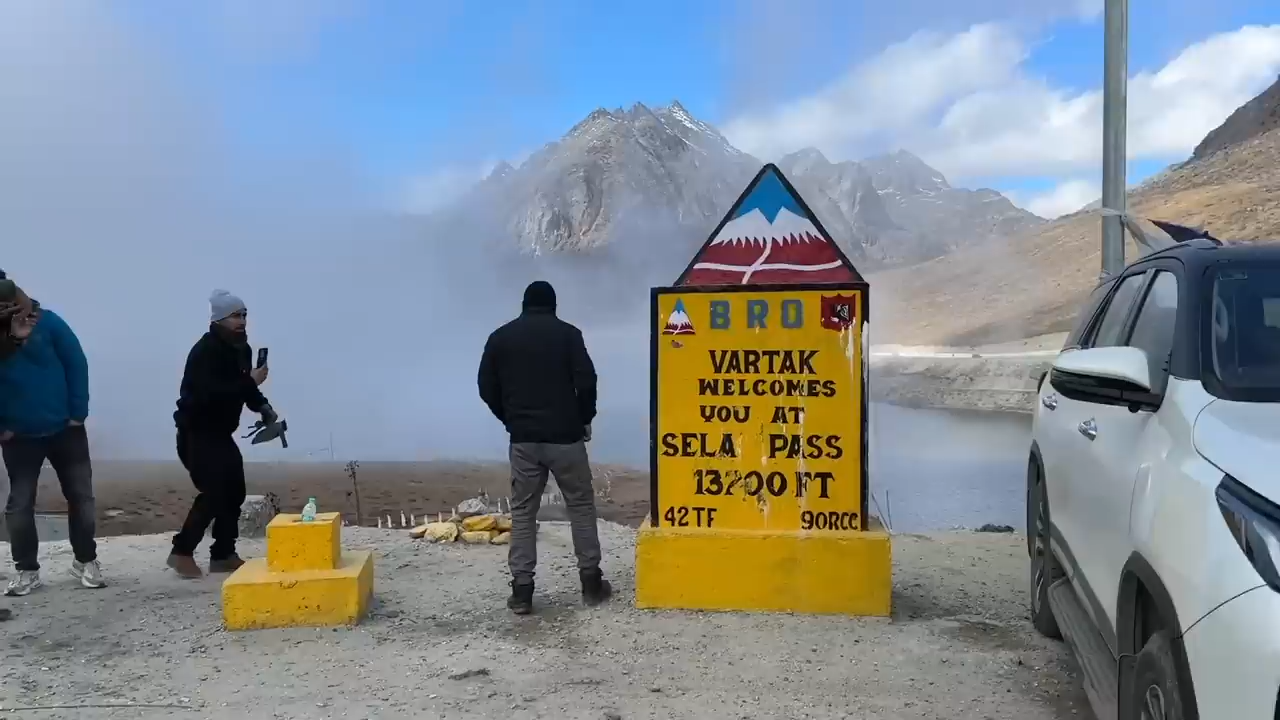 BRO
VARTAK
WELCOMES
YOU AT
SELA PASS
13700 FT
42 TF 90RCC